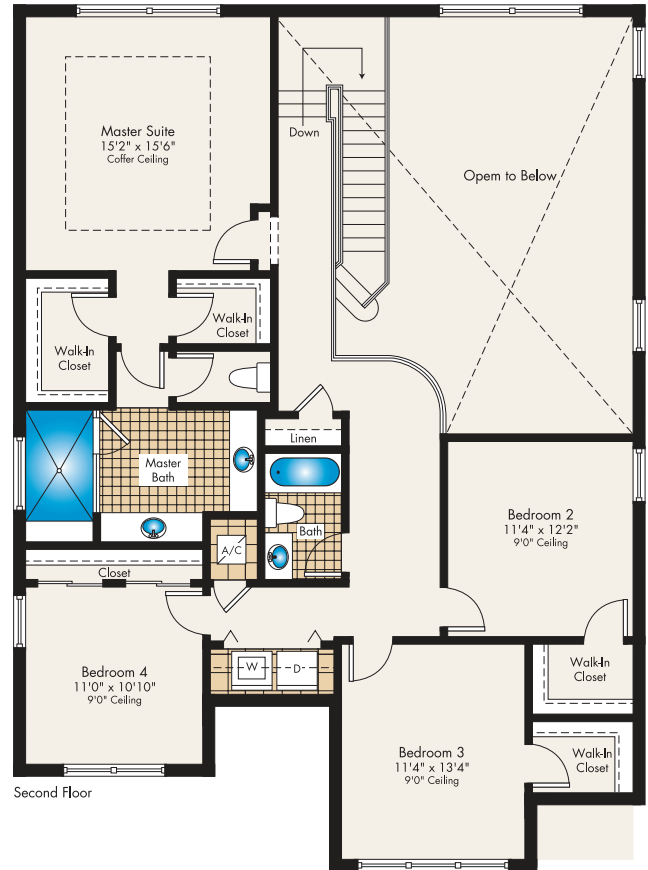 Master Suite
15'2" x 15'6"
Coffer Ceiling
Down
Opem to Below
Walk-In
Closet
Walk-In
Closet
Linen
Master
Bath
Bath
A/C
Closet
Bedroom 2
11'4" x 12'2"
9'0" Ceiling
W
D
Bedroom 4
11'0" x 10'10"
9'0" Ceiling
Walk-In
Closet
Bedroom 3
11'4" x 13'4"
9'0" Ceiling
Walk-In
Closet
Second Floor